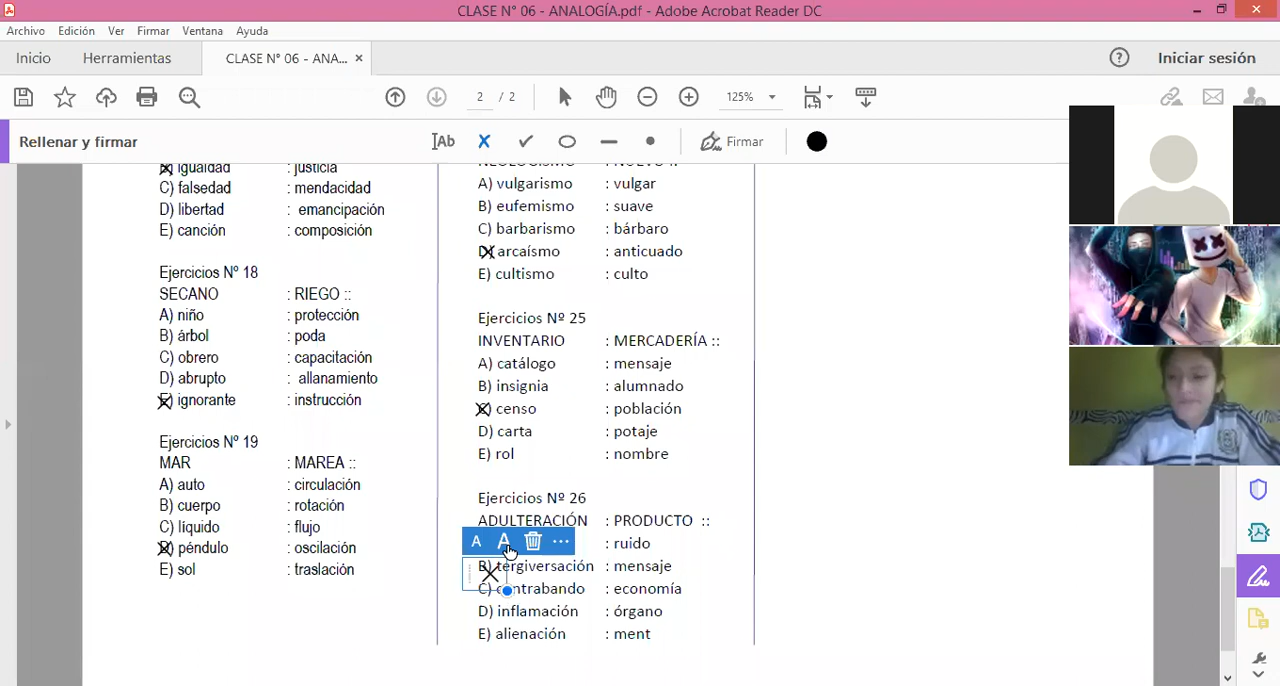 CLASE N° 06 - ANALOGÍA.pdf - Adobe Acrobat Reader DC
Archivo Edición Ver Firmar Ventana Ayuda
Inicio Herramientas CLASE N° 06 - ANA... × Iniciar sesión
2 / 2 125%
Rellenar y firmar Ab Firmar
igualdad : justicia
C) falsedad : mendacidad
D) libertad : emancipación
E) canción : composición
Ejercicios Nº 18
SECANO : RIEGO ::
A) niño : protección
B) árbol : poda
C) obrero : capacitación
D) abrupto : allanamiento
E) ignorante : instrucción
Ejercicios Nº 19
MAR : MAREA ::
A) auto : circulación
B) cuerpo : rotación
C) líquido : flujo
D) péndulo : oscilación
E) sol : traslación
NEOLOGISMO : NUEVO ::
A) vulgarismo : vulgar
B) eufemismo : suave
C) barbarismo : bárbaro
D) arcaísmo : anticuado
E) cultismo : culto
Ejercicios Nº 25
INVENTARIO : MERCADERÍA ::
A) catálogo : mensaje
B) insignia : alumnado
C) censo : población
D) carta : potaje
E) rol : nombre
Ejercicios Nº 26
ADULTERACIÓN : PRODUCTO ::
A A ...
: ruido
B) tergiversación : mensaje
C) contrabando : economía
D) inflamación : órgano
E) alienación : ment